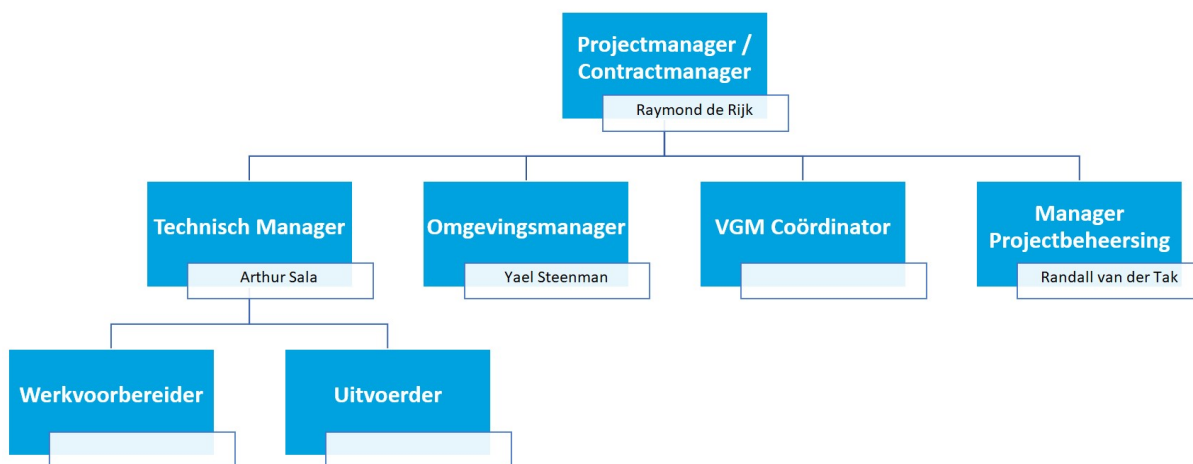 Projectmanager /
Contractmanager
Raymond de Rijk
Technisch Manager
Arthur Sala
Omgevingsmanager
Yael Steenman
VGM Coördinator
Manager
Projectbeheersing
Randall van der Tak
Werkvoorbereider
Uitvoerder